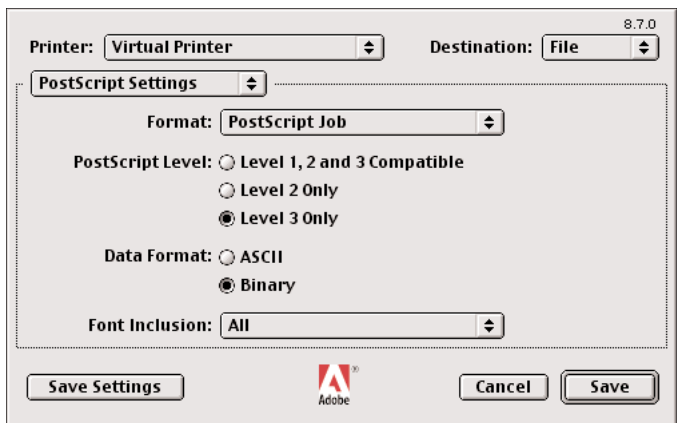 8.7.0
Printer: Virtual Printer Destination: File
PostScript Settings
Format: PostScript Job
PostScript Level: Level 1, 2 and 3 Compatible
Level 2 Only
Level 3 Only
Data Format: ASCII
Binary
Font Inclusion: All
Save Settings Adobe® Cancel Save